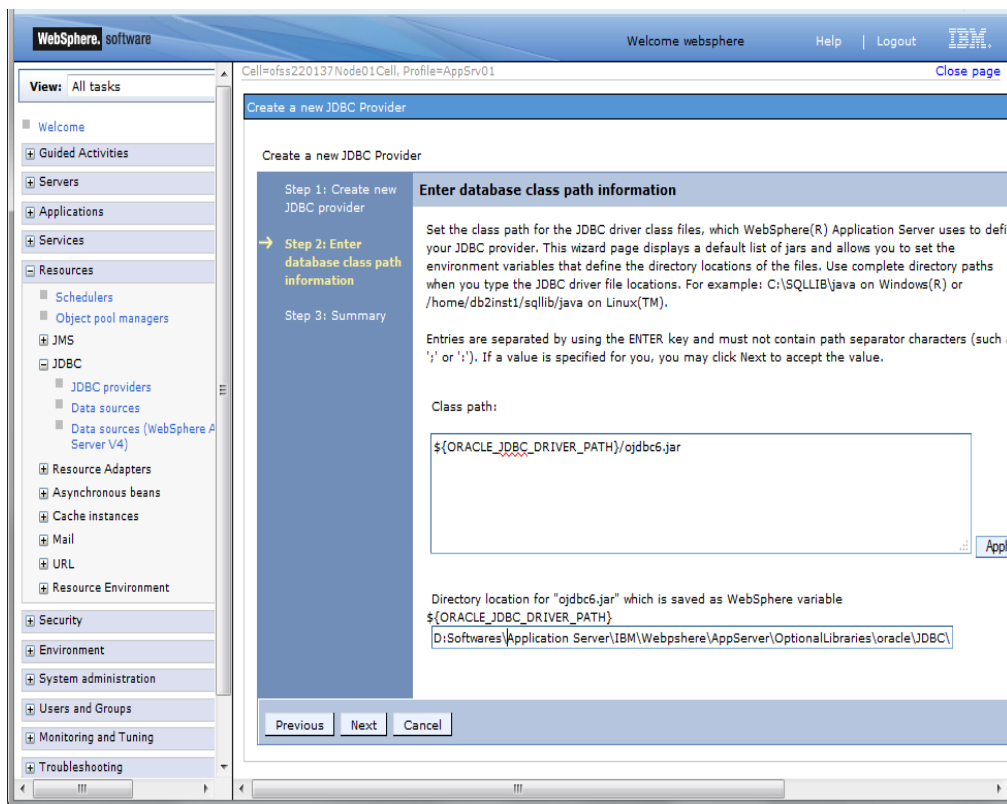 WebSphere. software
Welcome websphere
Help | Logout
IBM.
View: All tasks
Welcome
Guided Activities
Servers
Applications
Services
Resources
Schedulers
Object pool managers
JMS
JDBC
JDBC providers
Data sources
Data sources (WebSphere A
Server V4)
Resource Adapters
Asynchronous beans
Cache instances
Mail
URL
Resource Environment
Security
Environment
System administration
Users and Groups
Monitoring and Tuning
Troubleshooting
Cell=ofss220137Node01Cell, Profile=AppSrv01
Close page
Create a new JDBC Provider
Create a new JDBC Provider
Step 1: Create new
JDBC provider
Step 2: Enter
database class path
information
Step 3: Summary
Enter database class path information
Set the class path for the JDBC driver class files, which WebSphere(R) Application Server uses to defi
your JDBC provider. This wizard page displays a default list of jars and allows you to set the
environment variables that define the directory locations of the files. Use complete directory paths
when you type the JDBC driver file locations. For example: C:\SQLLIB\java on Windows(R) or
/home/db2inst1/sqllib/java on Linux(TM).
Entries are separated by using the ENTER key and must not contain path separator characters (such a
';' or ':'). If a value is specified for you, you may click Next to accept the value.
Class path:
${ORACLE_JDBC_DRIVER_PATH}/ojdbc6.jar
Appl
Directory location for "ojdbc6.jar" which is saved as WebSphere variable
${ORACLE_JDBC_DRIVER_PATH}
D:Softwares\Application Server\IBM\Webpshere\AppServer\OptionalLibraries\oracle\JDBC\
Previous
Next
Cancel